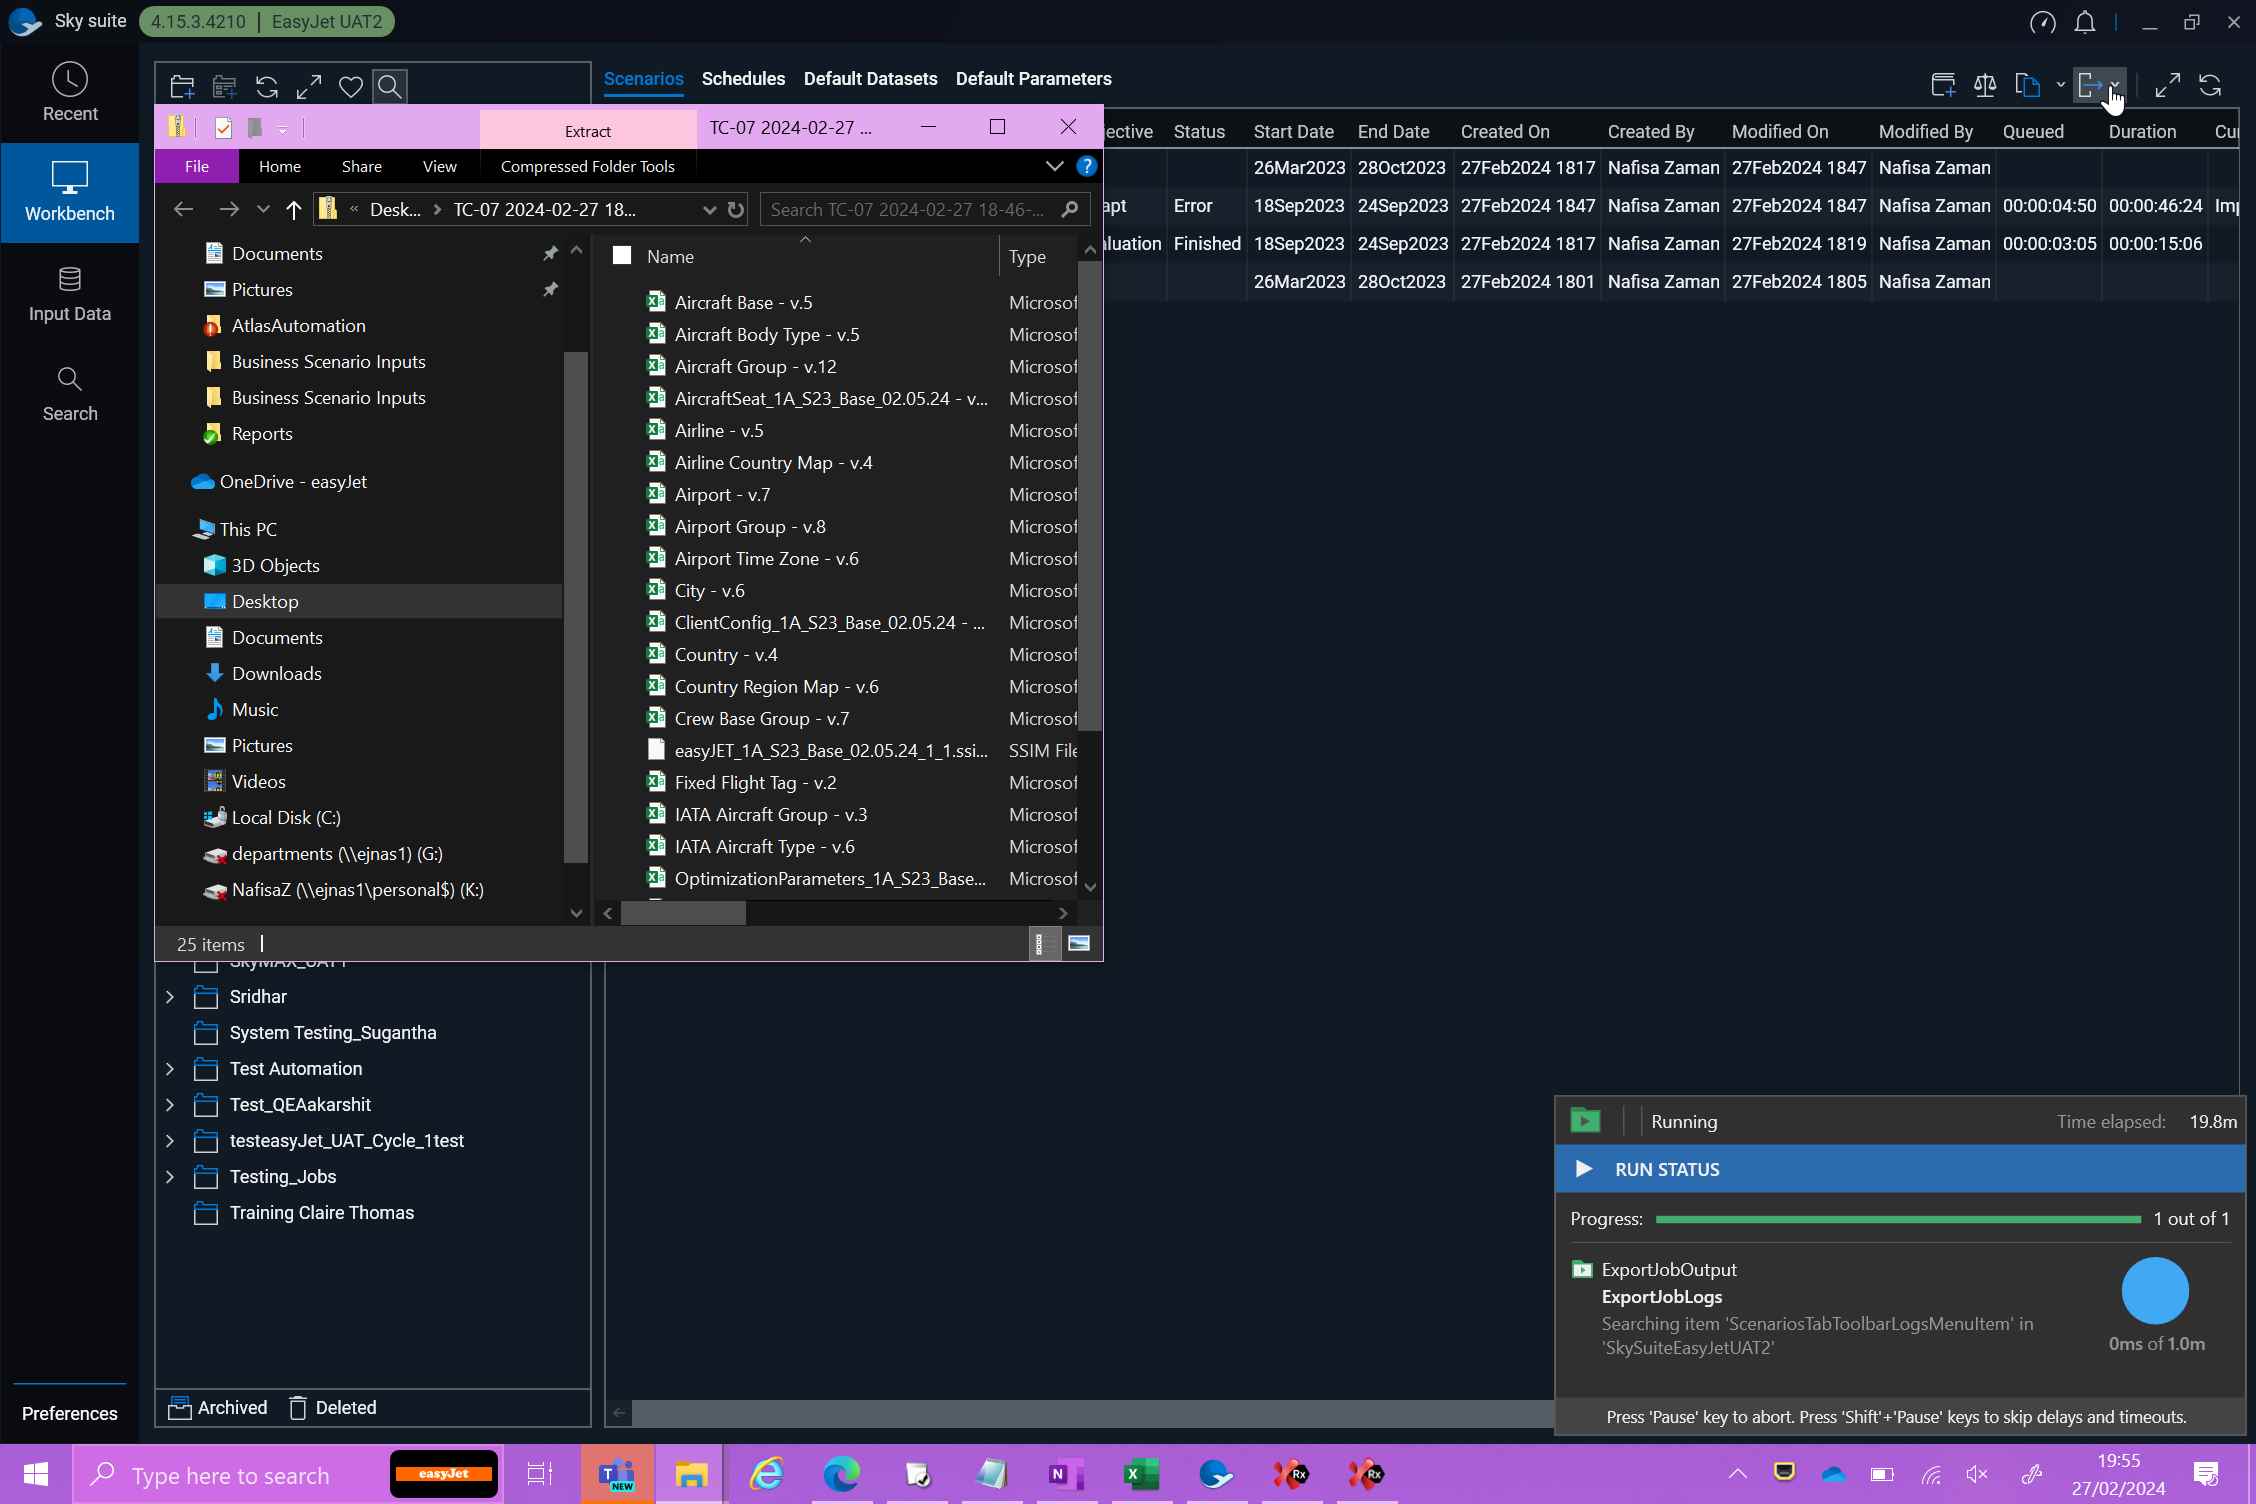 Sky suite
4.15.3.4210 | EasyJet UAT2
Recent
Workbench
Input Data
Search
Preferences
Scenarios Schedules Default Datasets Default Parameters
ective Status Start Date End Date Created On Created By Modified On Modified By Queued Duration Cu
26Mar2023 28Oct2023 27Feb2024 1817 Nafisa Zaman 27Feb2024 1847 Nafisa Zaman
apt Error 18Sep2023 24Sep2023 27Feb2024 1847 Nafisa Zaman 27Feb2024 1847 Nafisa Zaman 00:00:04:50 00:00:46:24 Imp
luation Finished 18Sep2023 24Sep2023 27Feb2024 1817 Nafisa Zaman 27Feb2024 1819 Nafisa Zaman 00:00:03:05 00:00:15:06
26Mar2023 28Oct2023 27Feb2024 1801 Nafisa Zaman 27Feb2024 1805 Nafisa Zaman
Extract
TC-07 2024-02-27 ...
File Home Share View Compressed Folder Tools
« Desk... > TC-07 2024-02-27 18...
Search TC-07 2024-02-27 18-46-...
Documents
Pictures
AtlasAutomation
Business Scenario Inputs
Business Scenario Inputs
Reports
OneDrive - easyJet
This PC
3D Objects
Desktop
Documents
Downloads
Music
Pictures
Videos
Local Disk (C:)
departments (\\ejnas1) (G:)
NafisaZ (\\ejnas1\personal$) (K:)
Name Type
Aircraft Base - v.5 Microsof
Aircraft Body Type - v.5 Microsof
Aircraft Group - v.12 Microsof
AircraftSeat_1A_S23_Base_02.05.24 - v... Microsof
Airline - v.5 Microsof
Airline Country Map - v.4 Microsof
Airport - v.7 Microsof
Airport Group - v.8 Microsof
Airport Time Zone - v.6 Microsof
City - v.6 Microsof
ClientConfig_1A_S23_Base_02.05.24 - ... Microsof
Country - v.4 Microsof
Country Region Map - v.6 Microsof
Crew Base Group - v.7 Microsof
easyJET_1A_S23_Base_02.05.24_1_1.ssi... SSIM File
Fixed Flight Tag - v.2 Microsof
IATA Aircraft Group - v.3 Microsof
IATA Aircraft Type - v.6 Microsof
OptimizationParameters_1A_S23_Base... Microsof
25 items
SkyMAX_UAT1
Sridhar
System Testing_Sugantha
Test Automation
Test_QEAakarshit
testeasyJet_UAT_Cycle_1test
Testing_Jobs
Training Claire Thomas
Archived Deleted
Running Time elapsed: 19.8m
RUN STATUS
Progress: 1 out of 1
ExportJobOutput
ExportJobLogs
Searching item 'ScenariosTabToolbarLogsMenuItem' in
'SkySuiteEasyJetUAT2'
0ms of 1.0m
Press 'Pause' key to abort. Press 'Shift'+'Pause' keys to skip delays and timeouts.
Type here to search
easyJet
NEW
19:55
27/02/2024